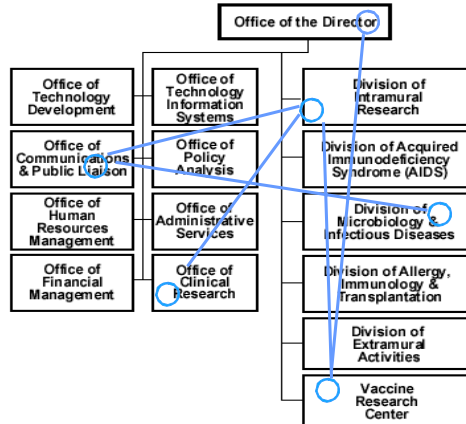 Office of the Director
Office of
Technology
Development
Office of
Technology
Information
Systems
Division of
Intramural
Research
Office of
Communications
& Public Liaison
Office of
Policy
Analysis
Division of Acquired
Immunodeficiency
Syndrome (AIDS)
Office of
Human
Resources
Management
Office of
Administrative
Services
Division of
Microbiology &
Infectious Diseases
Office of
Financial
Management
Office of
Clinical
Research
Division of Allergy,
Immunology &
Transplantation
Division of
Extramural
Activities
Vaccine
Research
Center